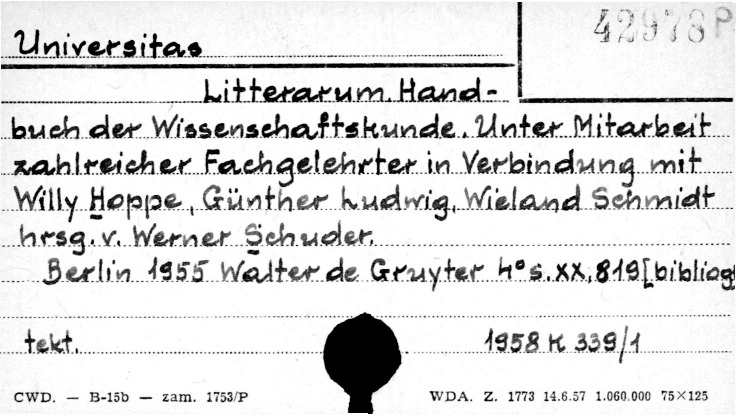 42978 P
Universitas
Litterarum. Hand-
buch der Wissenschaftskunde. Unter Mitarbeit
zahlreicher Fachgelehrter in Verbindung mit
Willy Hoppe, Günther Ludwig, Wieland Schmidt
hrsg. v. Werner Schuder.
Berlin 1955 Walter de Gruyter 4° s. XX, 819 [bibliog
tekt. 1958 K 339/1
CWD. — B-15b — zam. 1753/P WDA. Z. 1773 14.6.57 1.060.000 75×125